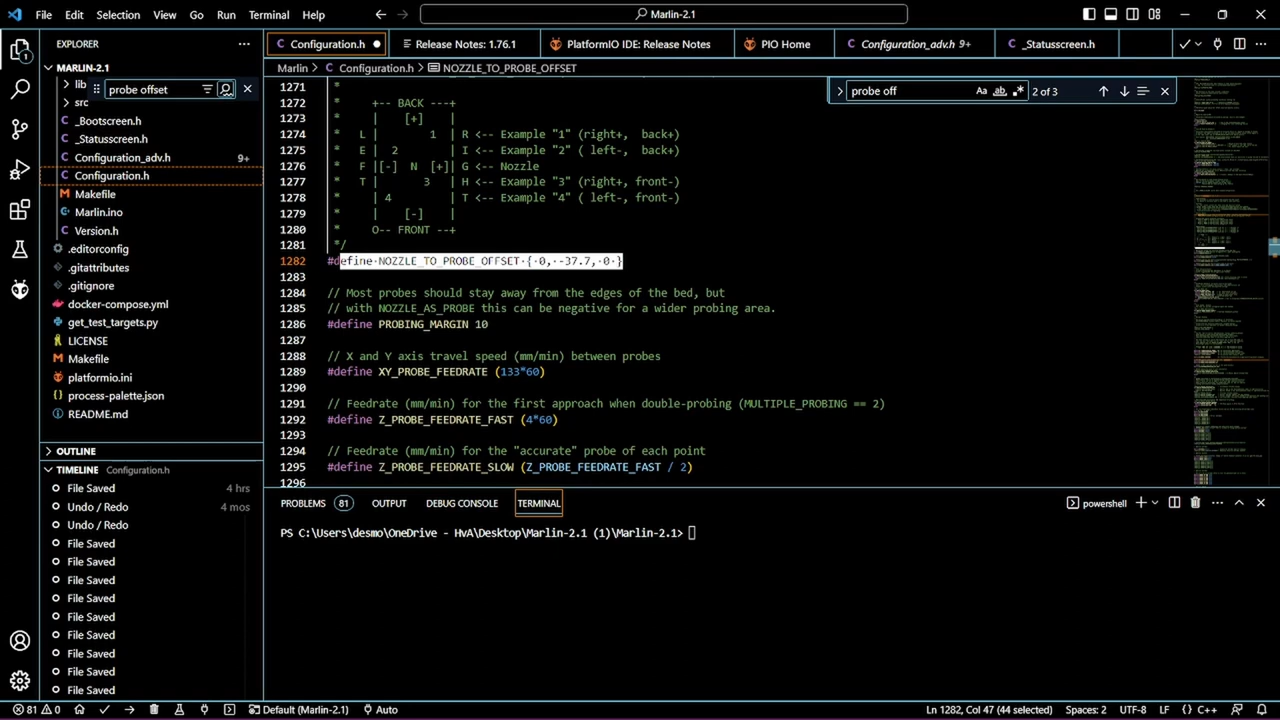 File Edit Selection View Go Run Terminal Help
Marlin-2.1
EXPLORER
MARLIN-2.1
lib
probe offset
src
_Bootscreen.h
_Statusscreen.h
Configuration_adv.h 9+
Configuration.h
Makefile
Marlin.ino
Version.h
.editorconfig
.gitattributes
.gitignore
docker-compose.yml
get_test_targets.py
LICENSE
Makefile
platformio.ini
process-palette.json
README.md
OUTLINE
TIMELINE Configuration.h
File Saved 4 hrs
Undo / Redo 4 mos
Undo / Redo
File Saved
File Saved
File Saved
File Saved
File Saved
File Saved
File Saved
File Saved
File Saved
Configuration.h
Release Notes: 1.76.1
PlatformIO IDE: Release Notes
PIO Home
Configuration_adv.h 9+
_Statusscreen.h
Marlin > Configuration.h > NOZZLE_TO_PROBE_OFFSET
probe off
Aa ab .* 2 of 3
1271 *
1272 * +-- BACK ---+
1273 * | [+] |
1274 * L | 1 | R <-- Example "1" (right+, back+)
1275 * E | 2 | I <-- Example "2" ( left-, back+)
1276 * F |[-] N [+]| G <-- Nozzle
1277 * T | 3 | H <-- Example "3" (right+, front-)
1278 * | 4 | T <-- Example "4" ( left-, front-)
1279 * | [-] |
1280 * O-- FRONT --+
1281 */
1282 #define NOZZLE_TO_PROBE_OFFSET { 0, -37.7, 0 }
1283
1284 // Most probes should stay away from the edges of the bed, but
1285 // with NOZZLE_AS_PROBE this can be negative for a wider probing area.
1286 #define PROBING_MARGIN 10
1287
1288 // X and Y axis travel speed (mm/min) between probes
1289 #define XY_PROBE_FEEDRATE (133*60)
1290
1291 // Feedrate (mm/min) for the first approach when double-probing (MULTIPLE_PROBING == 2)
1292 #define Z_PROBE_FEEDRATE_FAST (4*60)
1293
1294 // Feedrate (mm/min) for the "accurate" probe of each point
1295 #define Z_PROBE_FEEDRATE_SLOW (Z_PROBE_FEEDRATE_FAST / 2)
1296
PROBLEMS 81 OUTPUT DEBUG CONSOLE TERMINAL
powershell
PS C:\Users\desmo\OneDrive - HvA\Desktop\Marlin-2.1 (1)\Marlin-2.1>
81 0 Default (Marlin-2.1) Auto
Ln 1282, Col 47 (44 selected) Spaces: 2 UTF-8 LF {} C++